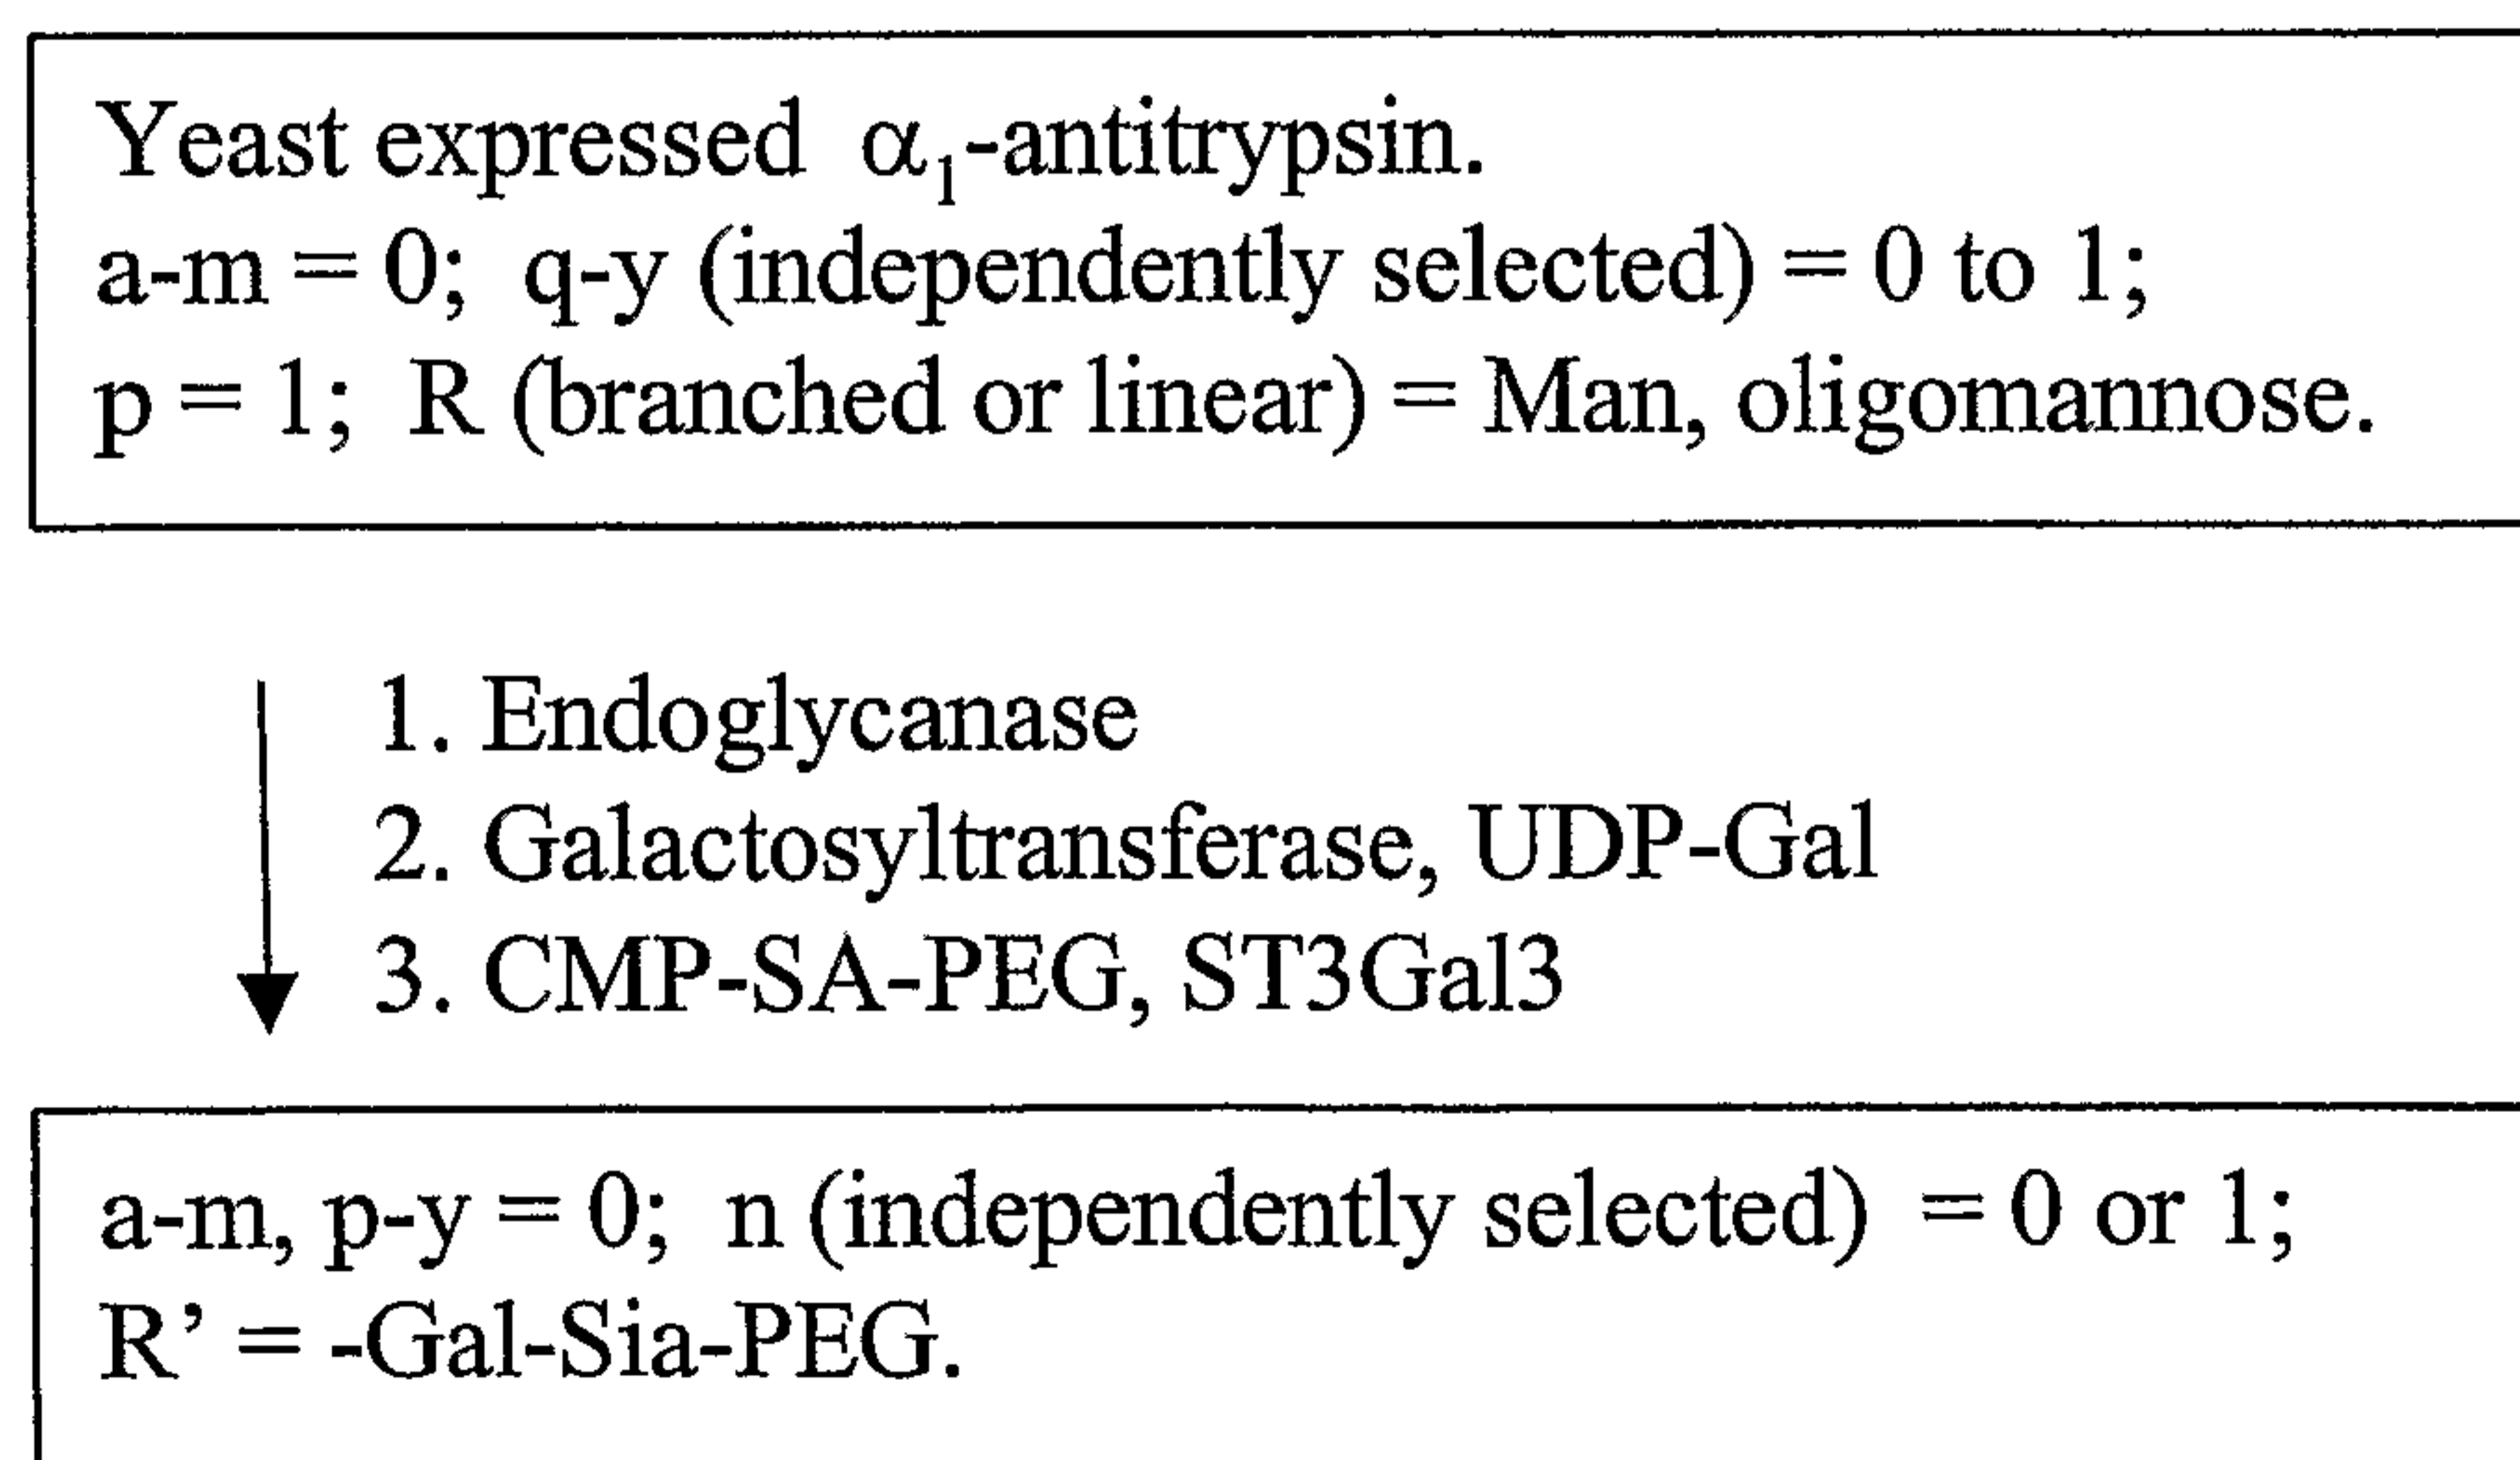 Yeast expressed α₁-antitrypsin.
a-m = 0; q-y (independently selected) = 0 to 1;
p = 1; R (branched or linear) = Man, oligomannose.
1. Endoglycanase
2. Galactosyltransferase, UDP-Gal
3. CMP-SA-PEG, ST3Gal3
a-m, p-y = 0; n (independently selected) = 0 or 1;
R’ = -Gal-Sia-PEG.